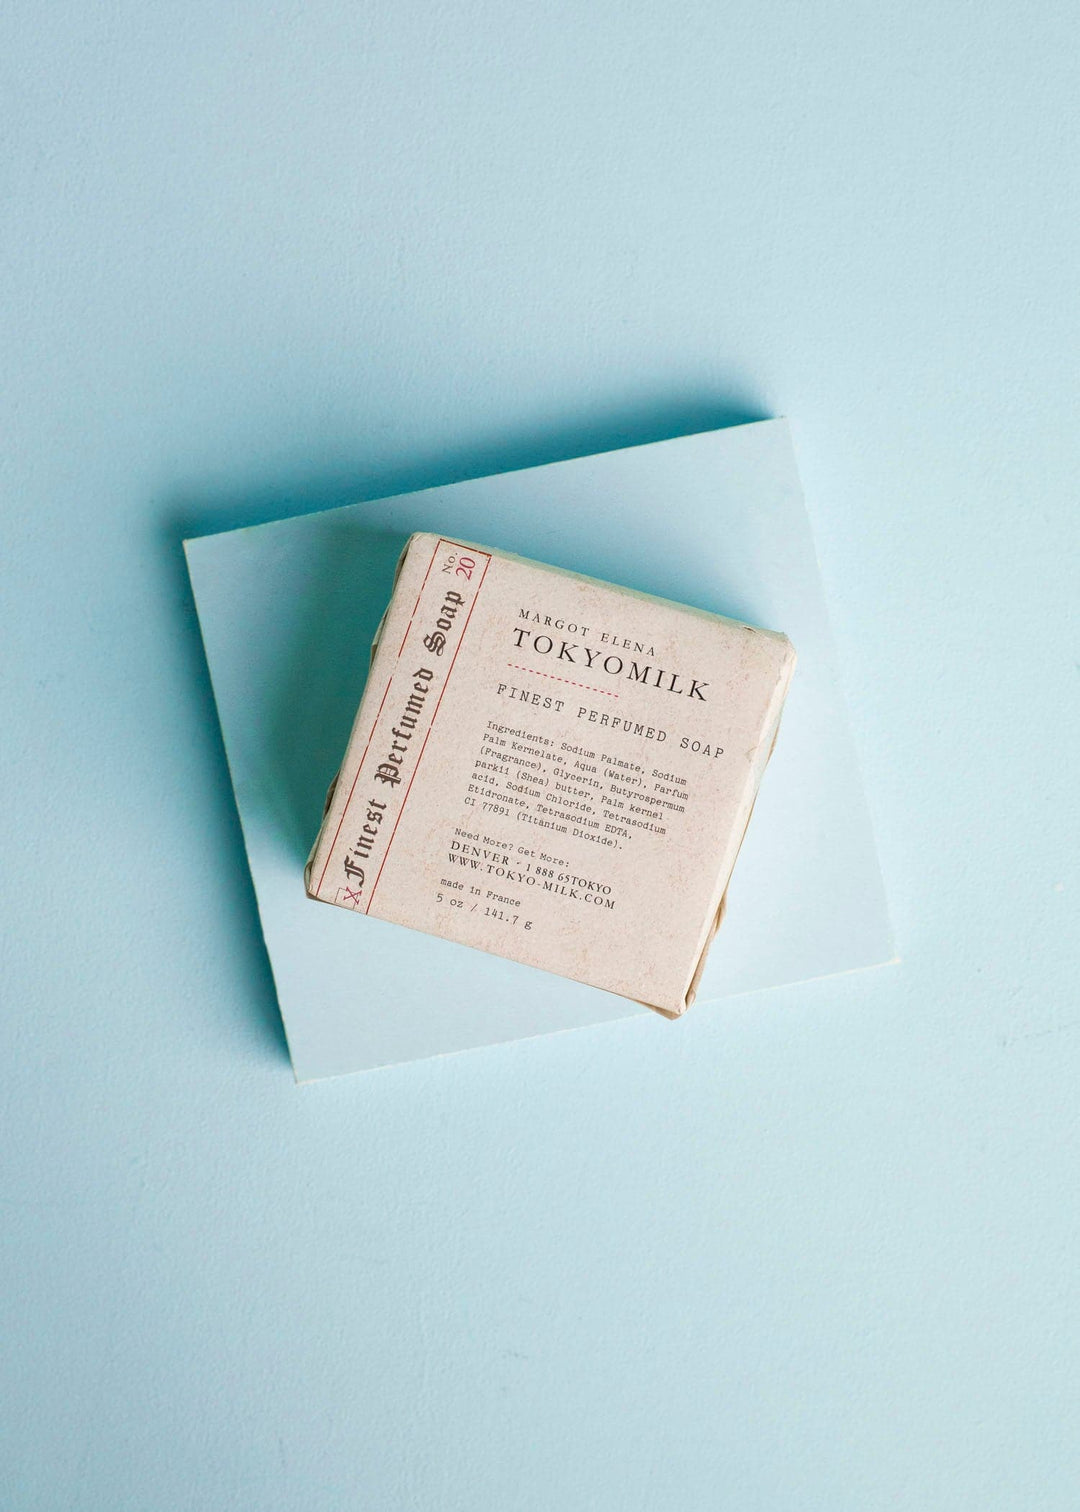 No.
20
X
Finest Perfumed Soap
MARGOT ELENA
TOKYOMILK
FINEST PERFUMED SOAP
Ingredients: Sodium Palmate, Sodium
Palm Kernelate, Aqua (Water), Parfum
(Fragrance), Glycerin, Butyrospermum
parkii (Shea) butter, Palm kernel
acid, Sodium Chloride, Tetrasodium
Etidronate, Tetrasodium EDTA,
CI 77891 (Titanium Dioxide).
Need More? Get More:
DENVER - 1 888 65TOKYO
WWW.TOKYO-MILK.COM
made in France
5 oz / 141.7 g